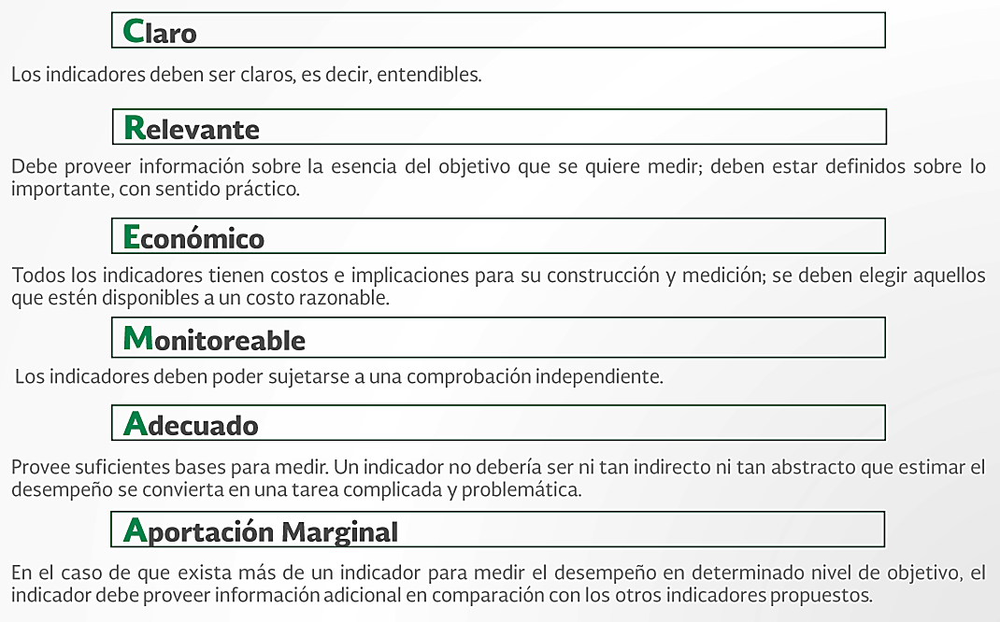 Claro
Los indicadores deben ser claros, es decir, entendibles.
Relevante
Debe proveer información sobre la esencia del objetivo que se quiere medir; deben estar definidos sobre lo
importante, con sentido práctico.
Económico
Todos los indicadores tienen costos e implicaciones para su construcción y medición; se deben elegir aquellos
que estén disponibles a un costo razonable.
Monitoreable
Los indicadores deben poder sujetarse a una comprobación independiente.
Adecuado
Provee suficientes bases para medir. Un indicador no debería ser ni tan indirecto ni tan abstracto que estimar el
desempeño se convierta en una tarea complicada y problemática.
Aportación Marginal
En el caso de que exista más de un indicador para medir el desempeño en determinado nivel de objetivo, el
indicador debe proveer información adicional en comparación con los otros indicadores propuestos.